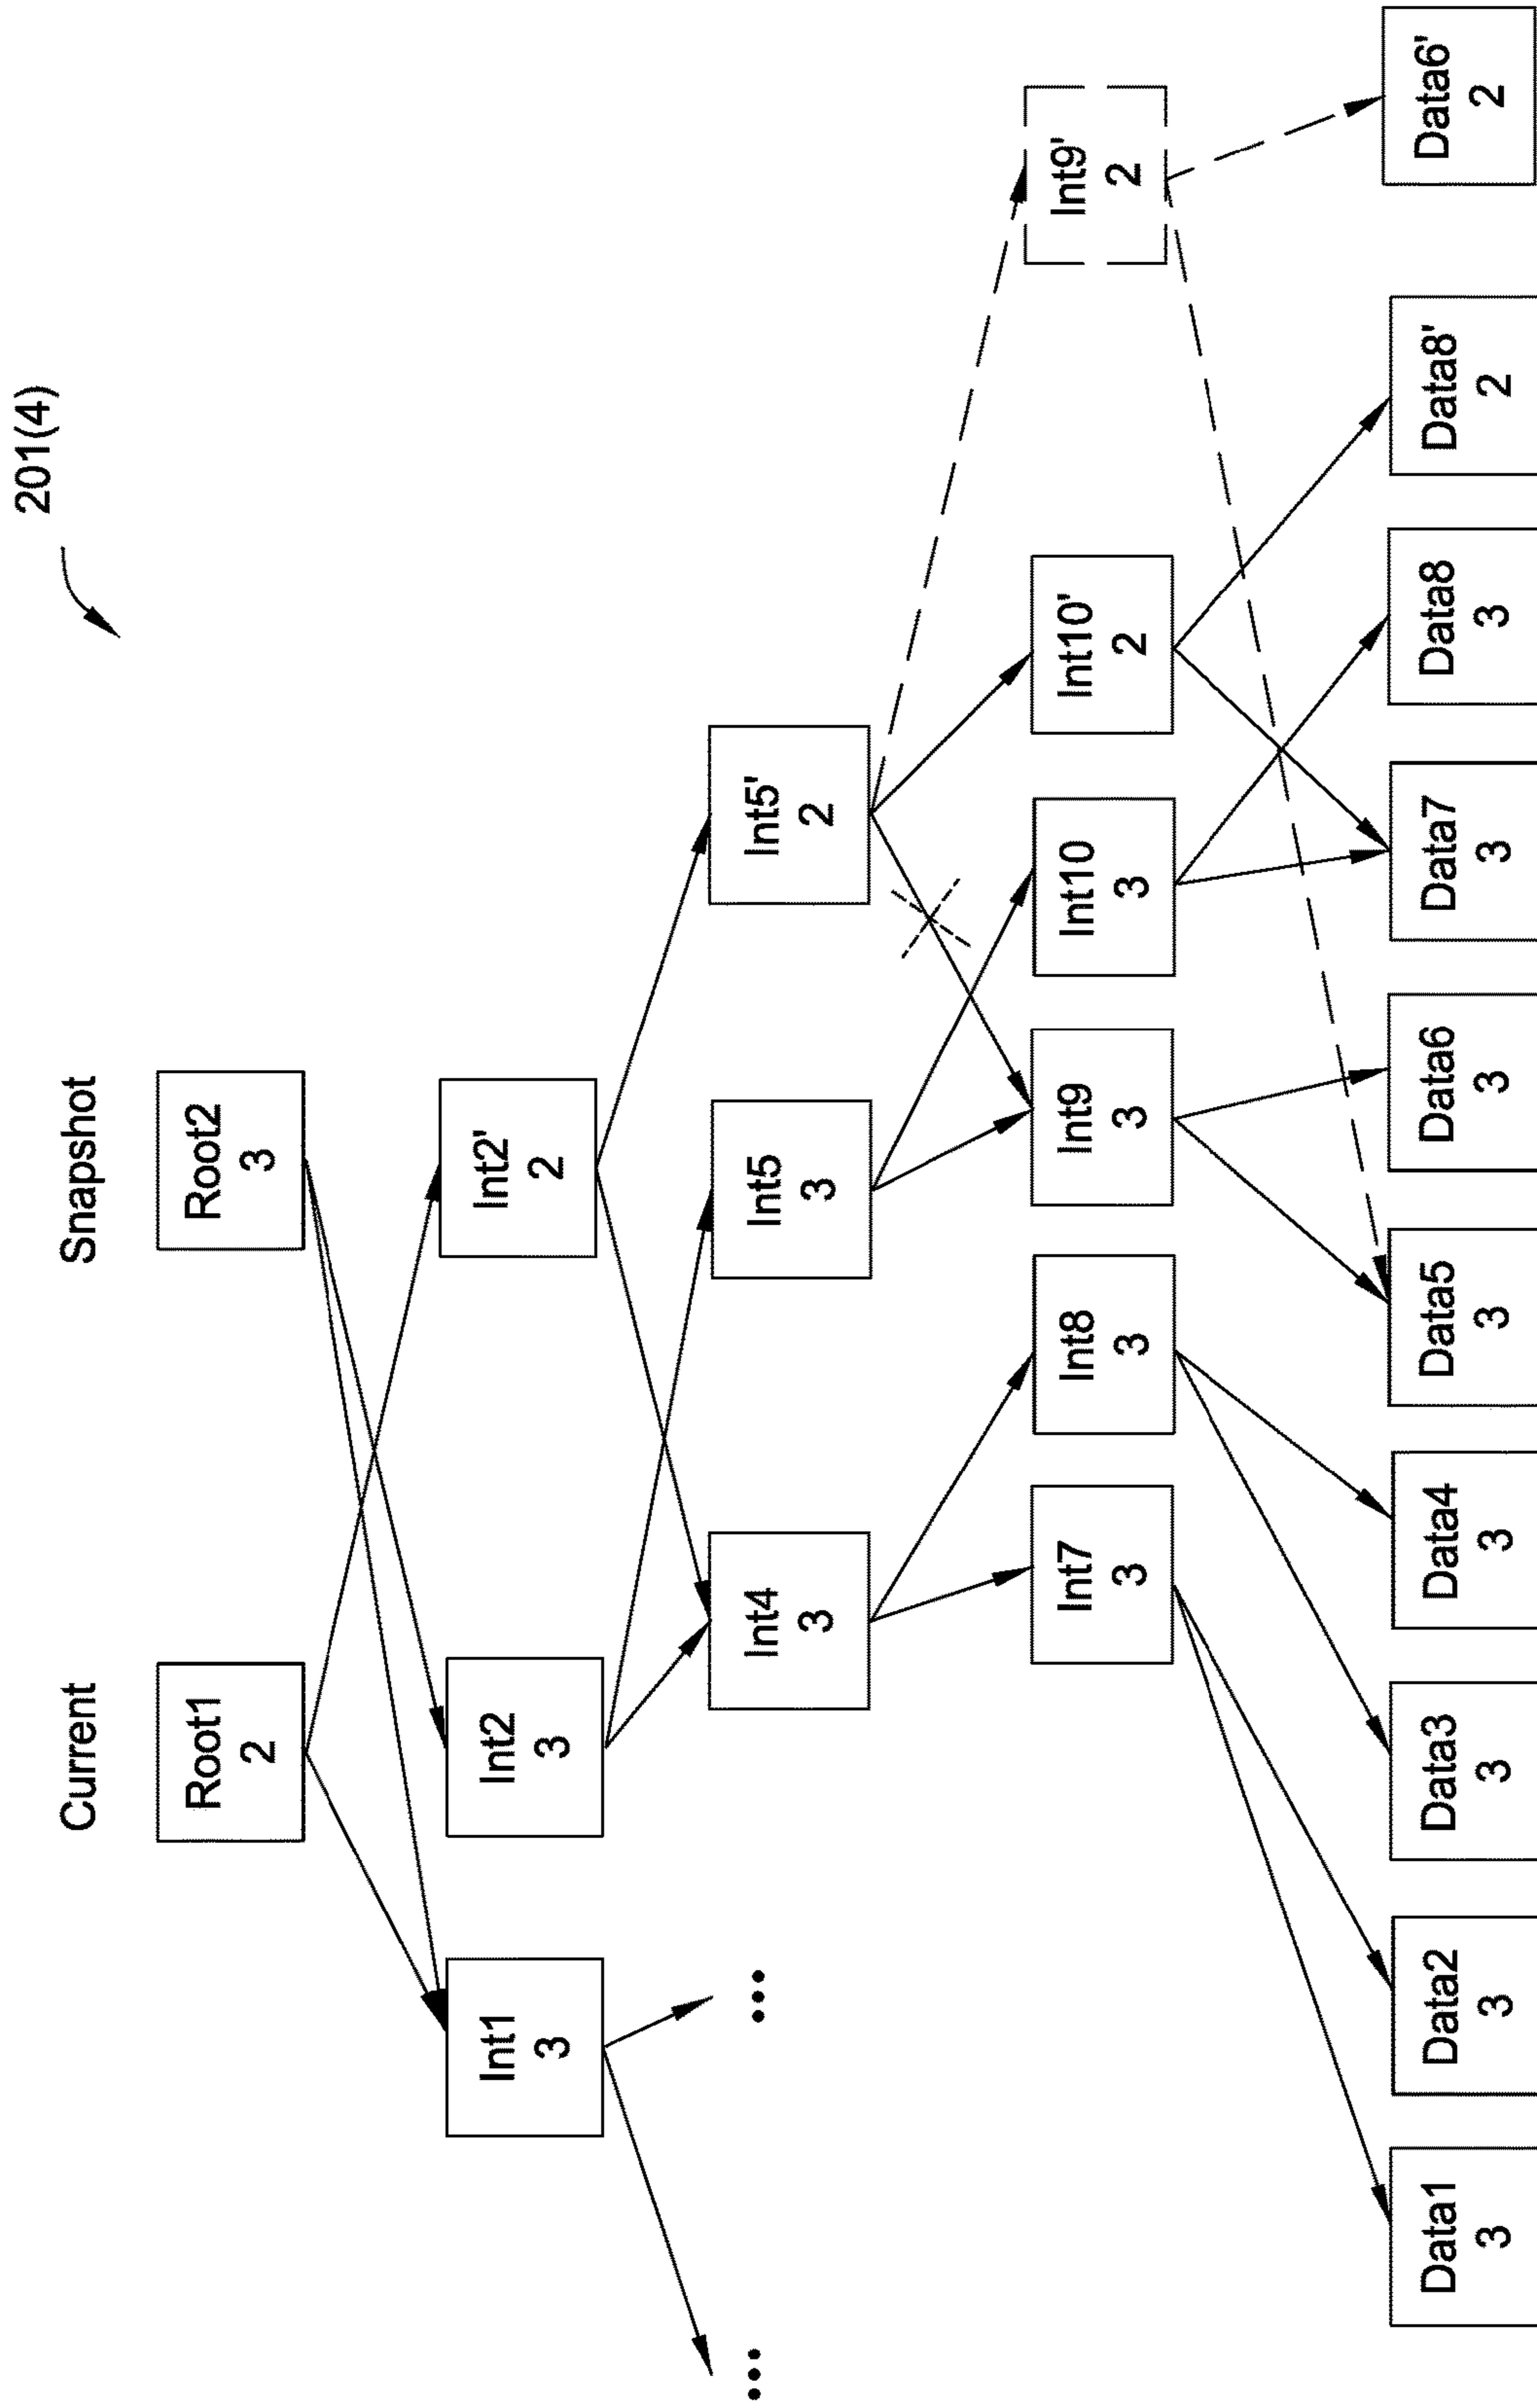 201(4)
Current
Snapshot
Root1
2
Root2
3
Int1
3
Int2
3
Int2'
2
Int4
3
Int5
3
Int5'
2
...
...
Int7
3
Int8
3
Int9
3
Int10
3
Int10'
2
Int9'
2
Data1
3
Data2
3
Data3
3
Data4
3
Data5
3
Data6
3
Data7
3
Data8
3
Data8'
2
Data6'
2